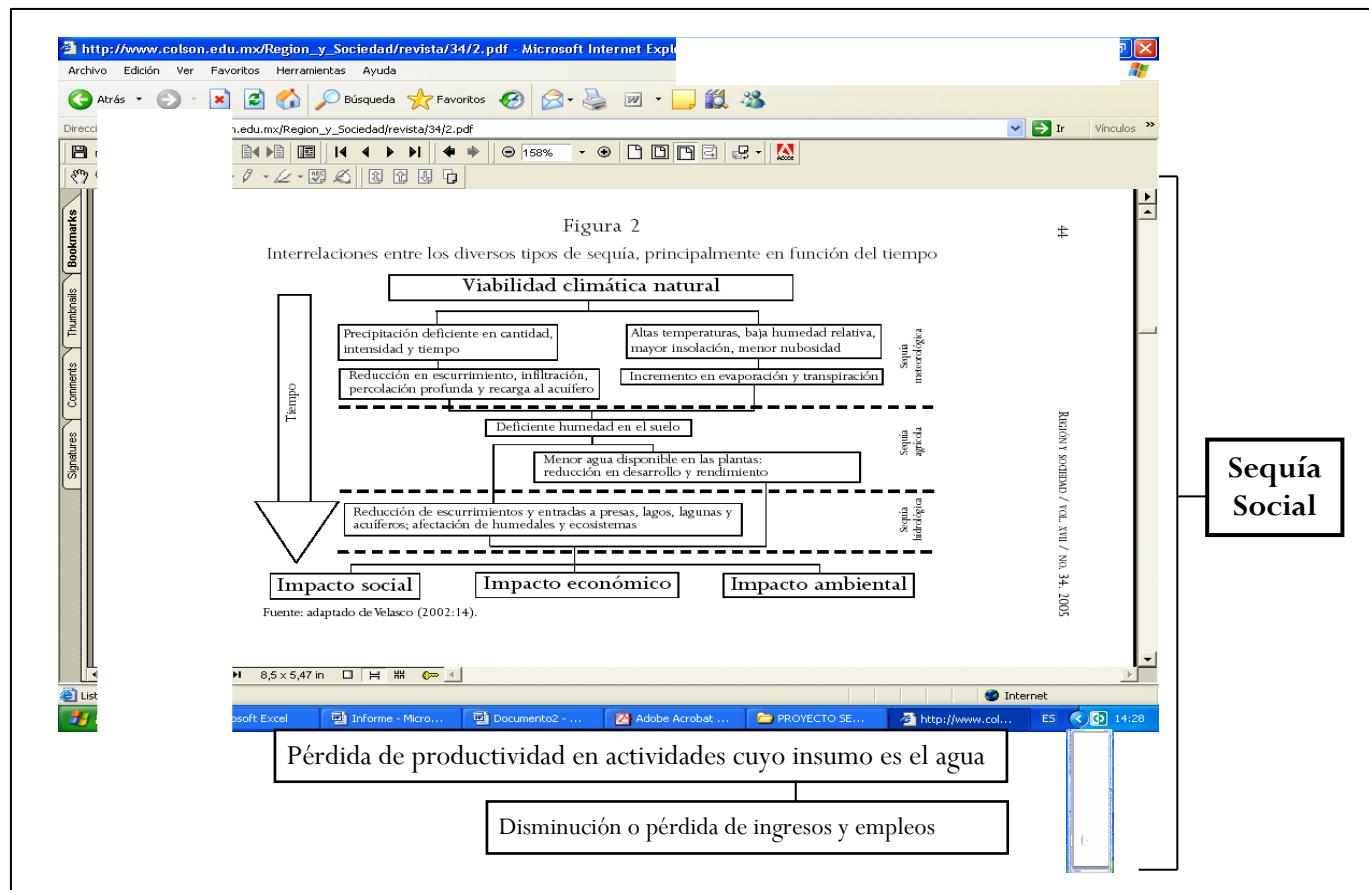 http://www.colson.edu.mx/Region_y_Sociedad/revista/34/2.pdf - Microsoft Internet Expl
Archivo Edición Ver Favoritos Herramientas Ayuda
Atrás Búsqueda Favoritos
Direcci n.edu.mx/Region_y_Sociedad/revista/34/2.pdf Ir Vínculos »
158% Adobe
Bookmarks
Thumbnails
Comments
Signatures
Figura 2
44
Interrelaciones entre los diversos tipos de sequía, principalmente en función del tiempo
Viabilidad climática natural
Tiempo
Precipitación deficiente en cantidad,
intensidad y tiempo
Altas temperaturas, baja humedad relativa,
mayor insolación, menor nubosidad
Sequía
meteorológica
Reducción en escurrimiento, infiltración,
percolación profunda y recarga al acuífero
Incremento en evaporación y transpiración
Deficiente humedad en el suelo
Sequía
agrícola
Menor agua disponible en las plantas:
reducción en desarrollo y rendimiento
Reducción de escurrimientos y entradas a presas, lagos, lagunas y
acuíferos; afectación de humedales y ecosistemas
Sequía
hidrológica
Impacto social
Impacto económico
Impacto ambiental
Fuente: adaptado de Velasco (2002:14).
REGIÓN Y SOCIEDAD / VOL. XVII / NO. 34. 2005
Sequía
Social
8,5 x 5,47 in
List Internet
osoft Excel Informe - Micro... Documento2 - ... Adobe Acrobat ... PROYECTO SE... http://www.col... ES 14:28
Pérdida de productividad en actividades cuyo insumo es el agua
Disminución o pérdida de ingresos y empleos